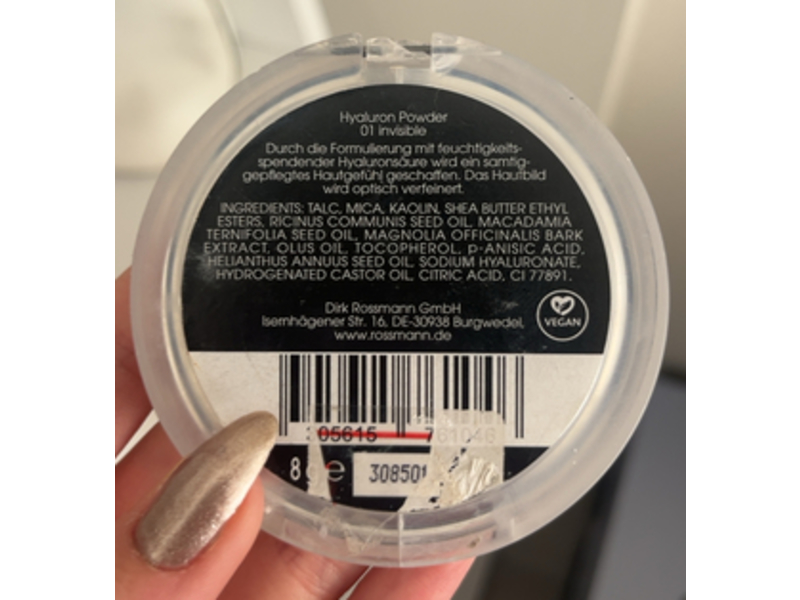 Hyaluron Powder
01 invisible
Durch die Formulierung mit feuchtigkeits-
spendender Hyaluronsäure wird ein samtig-
gepflegtes Hautgefühl geschaffen. Das Hautbild
wird optisch verfeinert.
INGREDIENTS: TALC, MICA, KAOLIN, SHEA BUTTER ETHYL
ESTERS, RICINUS COMMUNIS SEED OIL, MACADAMIA
TERNIFOLIA SEED OIL, MAGNOLIA OFFICINALIS BARK
EXTRACT, OLUS OIL, TOCOPHEROL, p-ANISIC ACID,
HELIANTHUS ANNUUS SEED OIL, SODIUM HYALURONATE,
HYDROGENATED CASTOR OIL, CITRIC ACID, CI 77891.
Dirk Rossmann GmbH
Isernhägener Str. 16, DE-30938 Burgwedel,
www.rossmann.de
VEGAN
305615 761046
8 g e